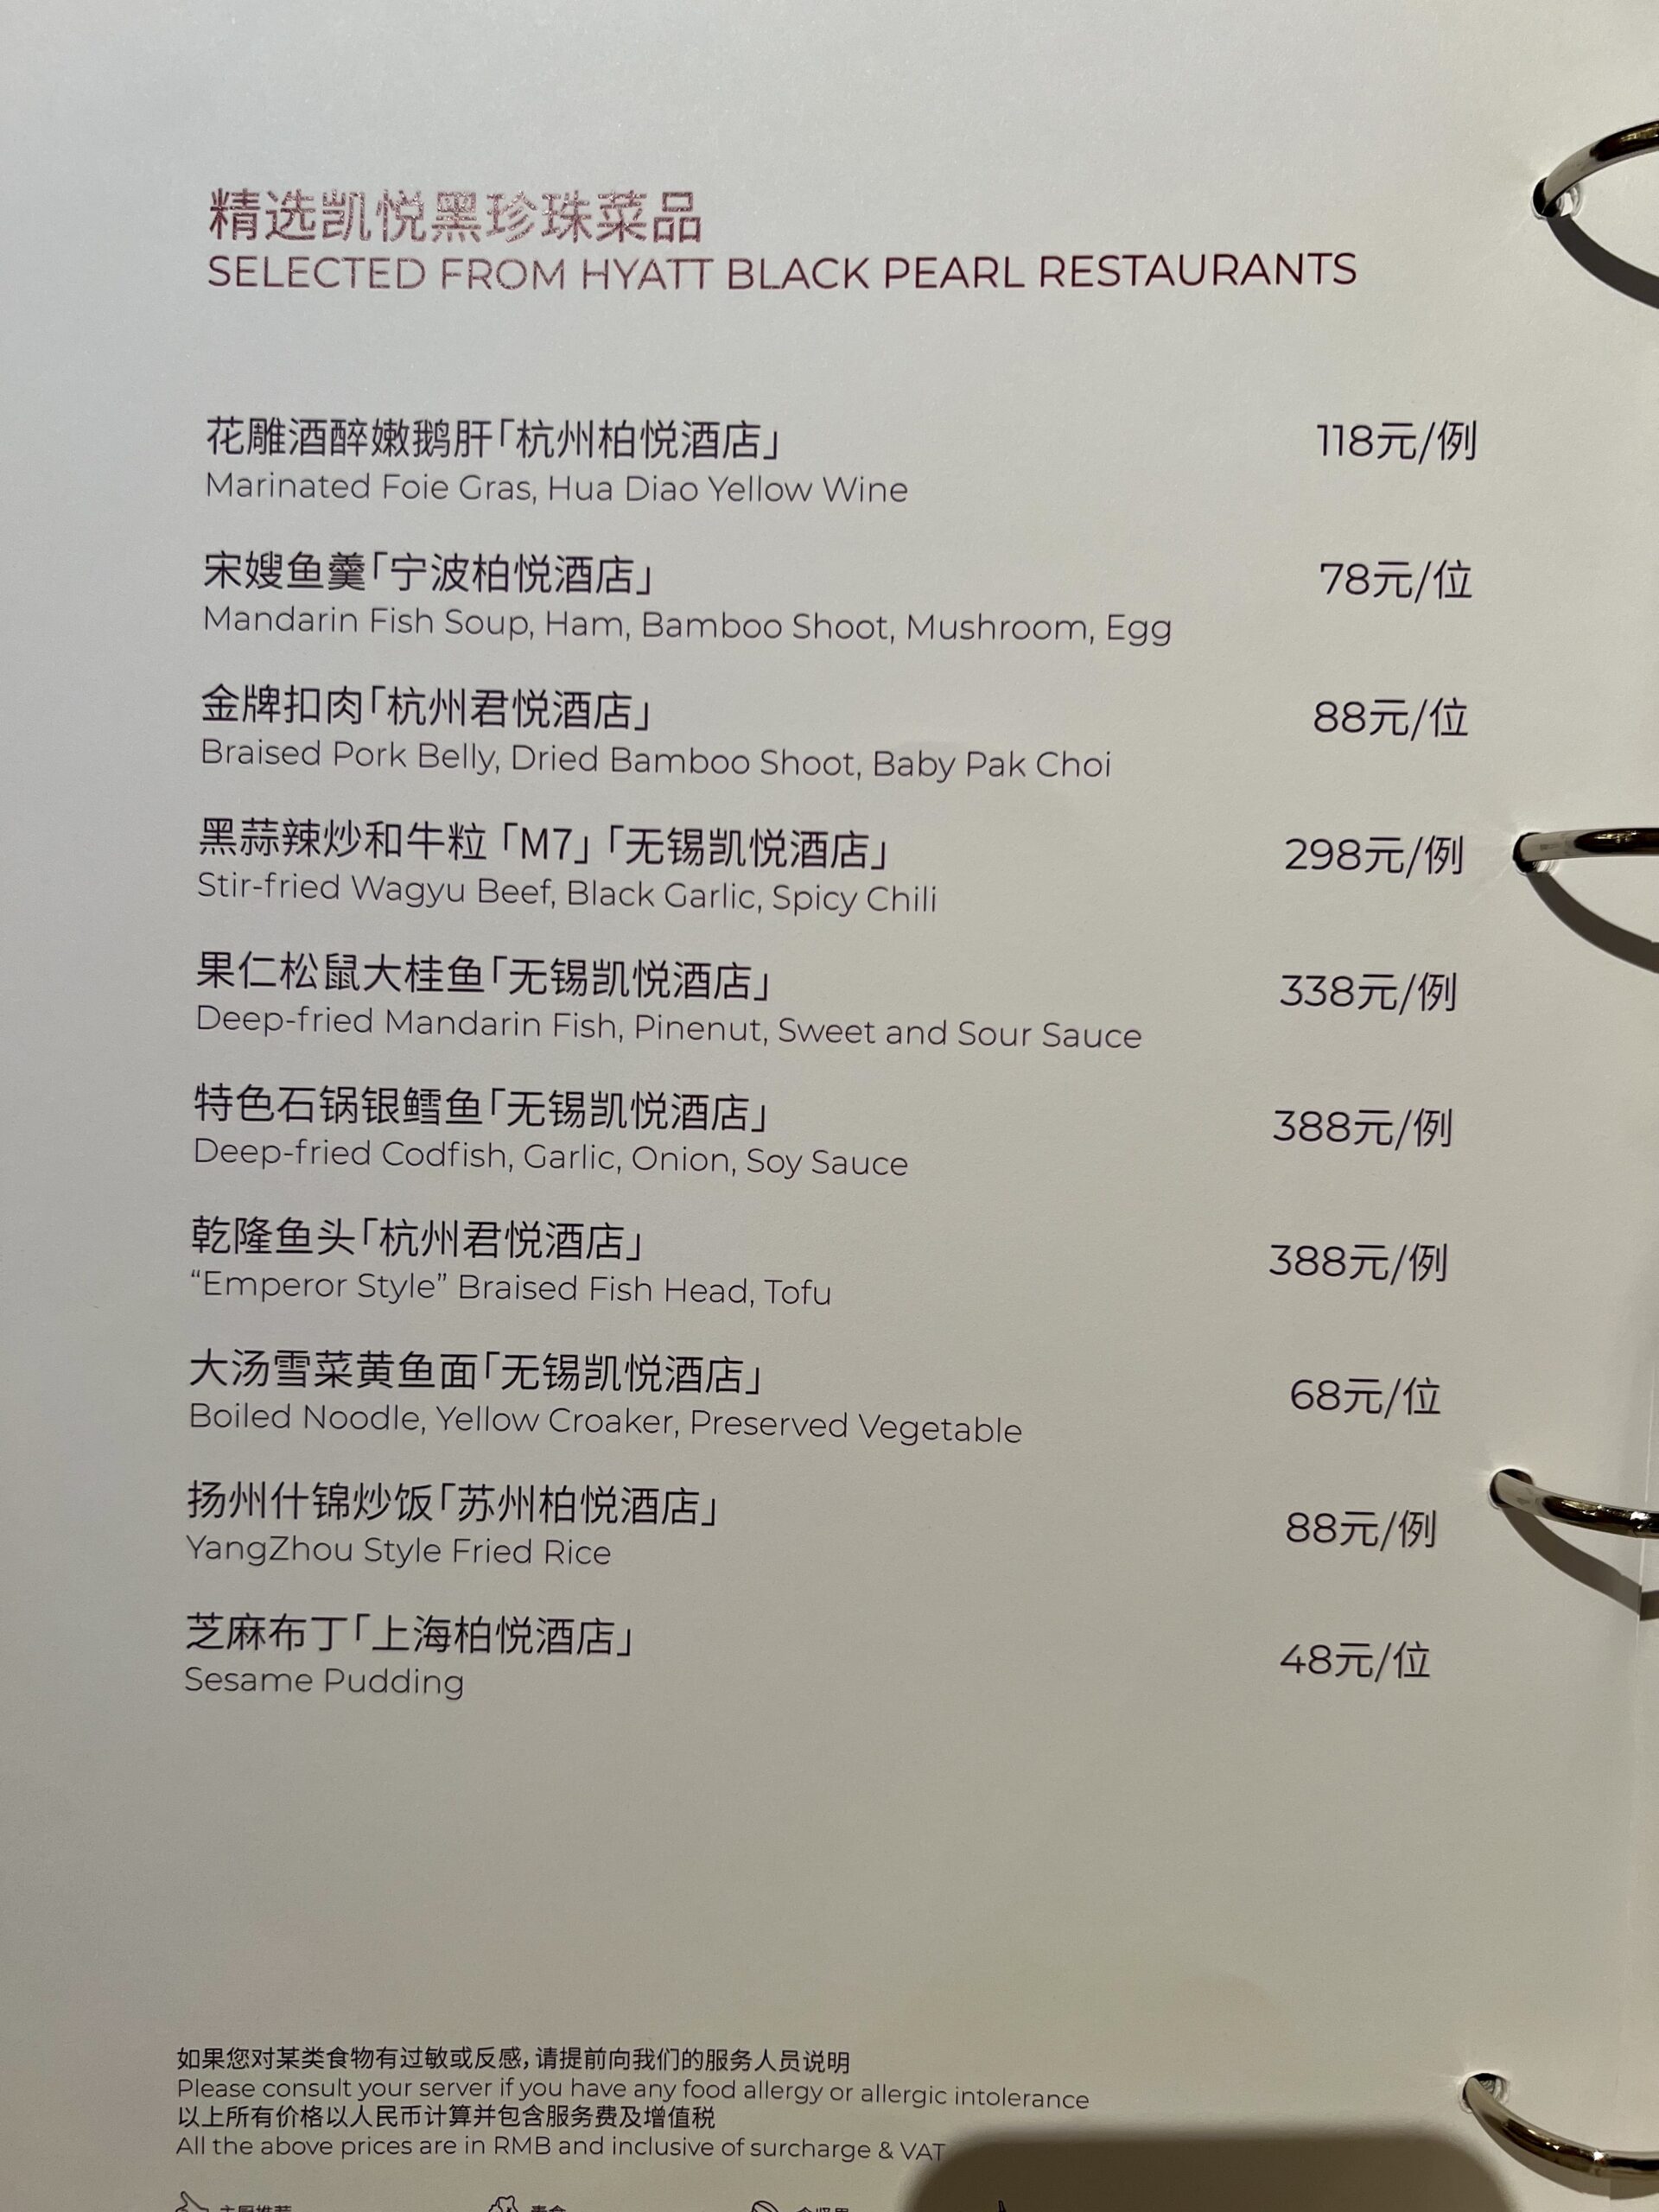 精选凯悦黑珍珠菜品
SELECTED FROM HYATT BLACK PEARL RESTAURANTS
花雕酒醉嫩鹅肝「杭州柏悦酒店」 118元/例
Marinated Foie Gras, Hua Diao Yellow Wine
宋嫂鱼羹「宁波柏悦酒店」 78元/位
Mandarin Fish Soup, Ham, Bamboo Shoot, Mushroom, Egg
金牌扣肉「杭州君悦酒店」 88元/位
Braised Pork Belly, Dried Bamboo Shoot, Baby Pak Choi
黑蒜辣炒和牛粒「M7」「无锡凯悦酒店」 298元/例
Stir-fried Wagyu Beef, Black Garlic, Spicy Chili
果仁松鼠大桂鱼「无锡凯悦酒店」 338元/例
Deep-fried Mandarin Fish, Pinenut, Sweet and Sour Sauce
特色石锅银鳕鱼「无锡凯悦酒店」 388元/例
Deep-fried Codfish, Garlic, Onion, Soy Sauce
乾隆鱼头「杭州君悦酒店」 388元/例
“Emperor Style” Braised Fish Head, Tofu
大汤雪菜黄鱼面「无锡凯悦酒店」 68元/位
Boiled Noodle, Yellow Croaker, Preserved Vegetable
扬州什锦炒饭「苏州柏悦酒店」 88元/例
YangZhou Style Fried Rice
芝麻布丁「上海柏悦酒店」 48元/位
Sesame Pudding
如果您对某类食物有过敏或反感，请提前向我们的服务人员说明
Please consult your server if you have any food allergy or allergic intolerance
以上所有价格以人民币计算并包含服务费及增值税
All the above prices are in RMB and inclusive of surcharge & VAT